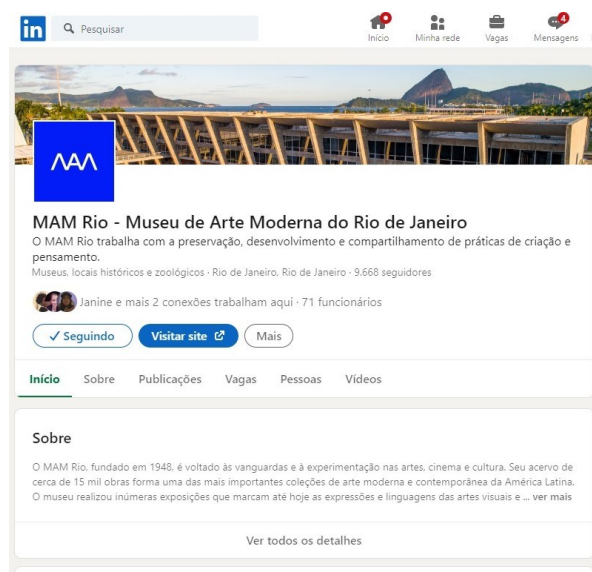 in
Pesquisar
Início
Minha rede
Vagas
4
Mensagens
MAM Rio - Museu de Arte Moderna do Rio de Janeiro
O MAM Rio trabalha com a preservação, desenvolvimento e compartilhamento de práticas de criação e
pensamento.
Museus, locais históricos e zoológicos · Rio de Janeiro, Rio de Janeiro · 9.668 seguidores
Janine e mais 2 conexões trabalham aqui · 71 funcionários
✓ Seguindo
Visitar site
Mais
Início
Sobre
Publicações
Vagas
Pessoas
Vídeos
Sobre
O MAM Rio, fundado em 1948, é voltado às vanguardas e à experimentação nas artes, cinema e cultura. Seu acervo de
cerca de 15 mil obras forma uma das mais importantes coleções de arte moderna e contemporânea da América Latina.
O museu realizou inúmeras exposições que marcam até hoje as expressões e linguagens das artes visuais e ... ver mais
Ver todos os detalhes